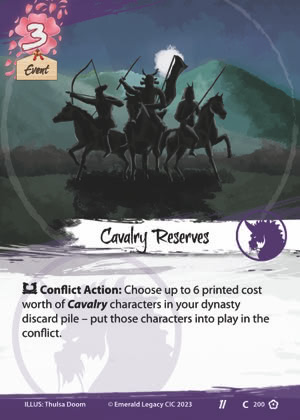 3
Event
Cavalry Reserves
Conflict Action: Choose up to 6 printed cost
worth of Cavalry characters in your dynasty
discard pile – put those characters into play in the
conflict.
ILLUS: Thulsa Doom © Emerald Legacy CIC 2023 C 200